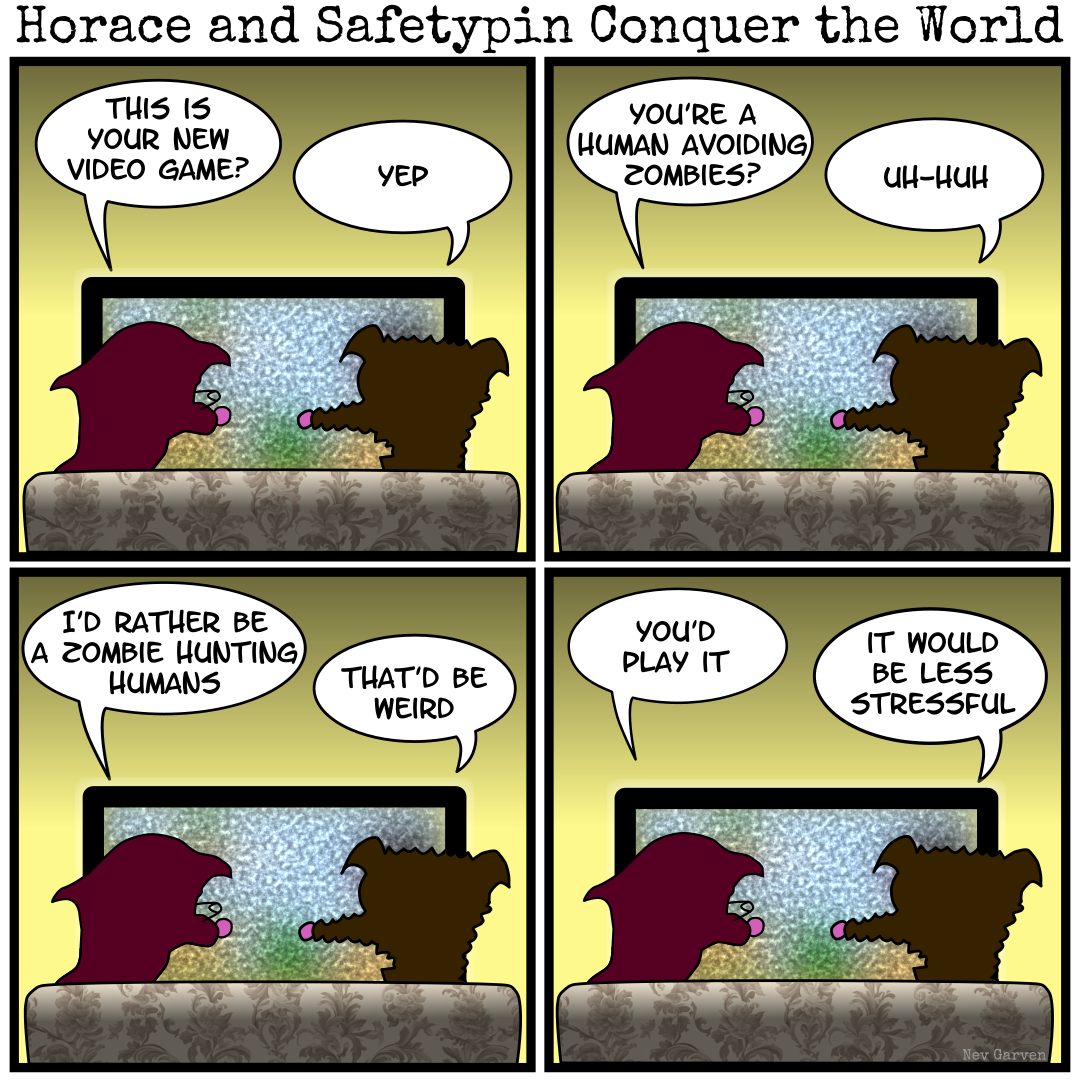 Horace and Safetypin Conquer the World
THIS IS
YOUR NEW
VIDEO GAME?
YEP
YOU'RE A
HUMAN AVOIDING
ZOMBIES?
UH-HUH
I'D RATHER BE
A ZOMBIE HUNTING
HUMANS
THAT'D BE
WEIRD
YOU'D
PLAY IT
IT WOULD
BE LESS
STRESSFUL
Nev Garven